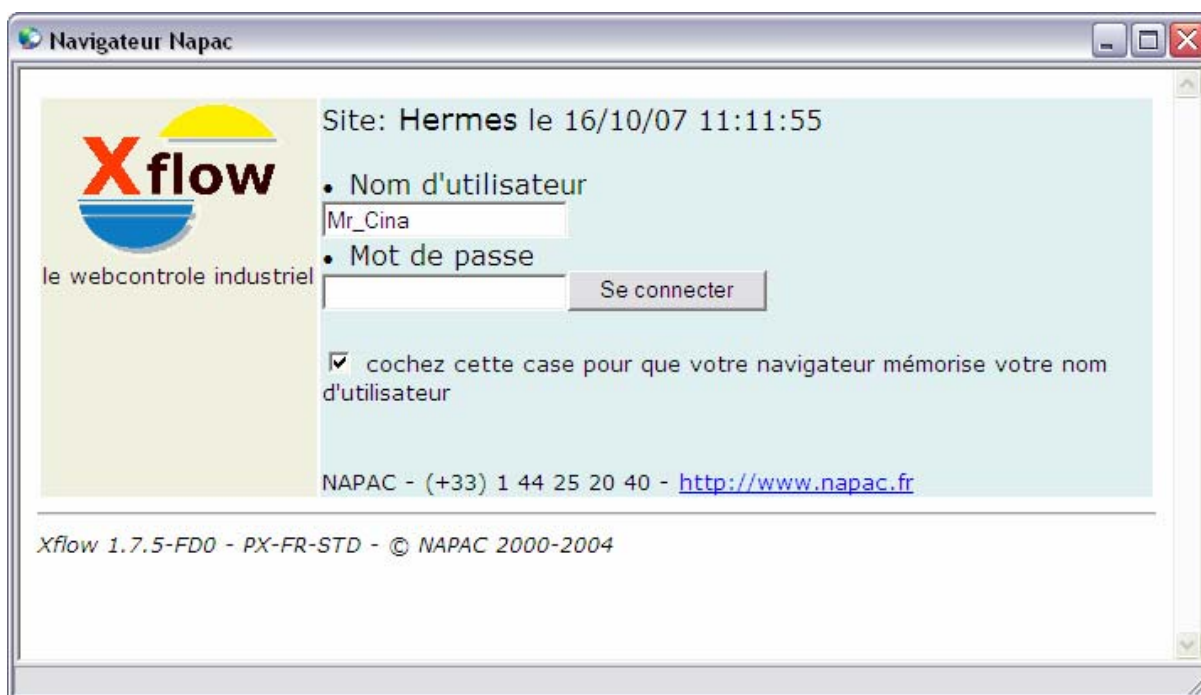 Navigateur Napac
Xflow
le webcontrole industriel
Site: Hermes le 16/10/07 11:11:55
• Nom d'utilisateur
Mr_Cina
• Mot de passe
Se connecter
cochez cette case pour que votre navigateur mémorise votre nom
d'utilisateur
NAPAC - (+33) 1 44 25 20 40 - http://www.napac.fr
Xflow 1.7.5-FD0 - PX-FR-STD - © NAPAC 2000-2004